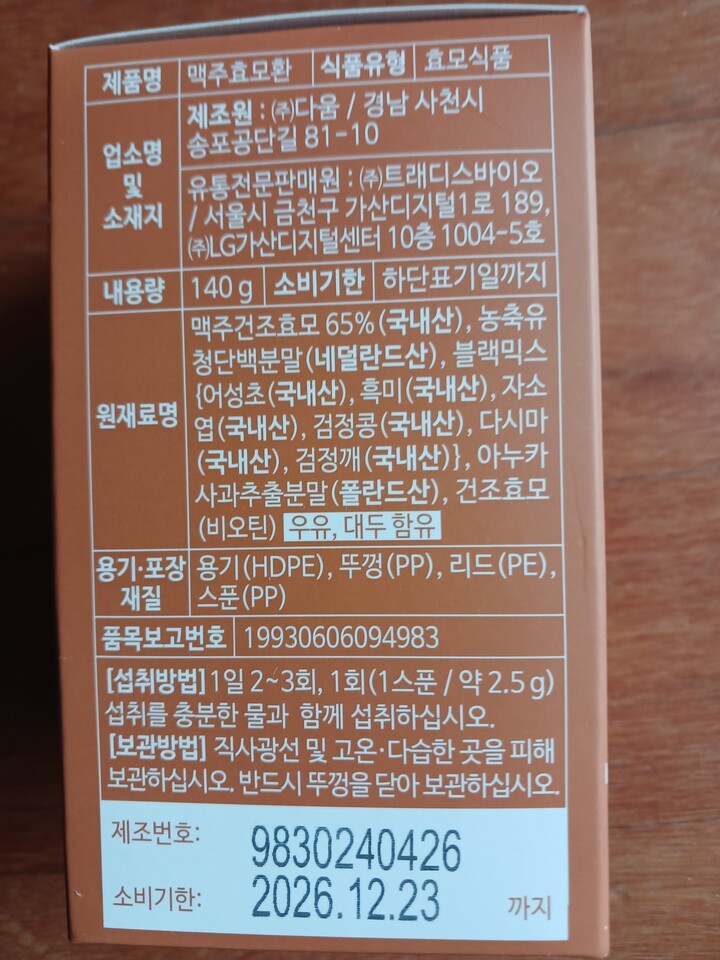 제품명 맥주효모환 식품유형 효모식품
업소명 및 소재지
제조원 : ㈜다움 / 경남 사천시
송포공단길 81-10
유통전문판매원 : ㈜트래디스바이오
/ 서울시 금천구 가산디지털1로 189,
㈜LG가산디지털센터 10층 1004-5호
내용량 140 g 소비기한 하단표기일까지
원재료명
맥주건조효모 65%(국내산), 농축유
청단백분말(네덜란드산), 블랙믹스
{어성초(국내산), 흑미(국내산), 자소
엽(국내산), 검정콩(국내산), 다시마
(국내산), 검정깨(국내산)}, 아누카
사과추출분말(폴란드산), 건조효모
(비오틴) 우유, 대두 함유
용기·포장 재질
용기(HDPE), 뚜껑(PP), 리드(PE),
스푼(PP)
품목보고번호 19930606094983
[섭취방법] 1일 2~3회, 1회(1스푼 / 약 2.5 g)
섭취를 충분한 물과 함께 섭취하십시오.
[보관방법] 직사광선 및 고온·다습한 곳을 피해
보관하십시오. 반드시 뚜껑을 닫아 보관하십시오.
제조번호: 9830240426
소비기한: 2026.12.23 까지